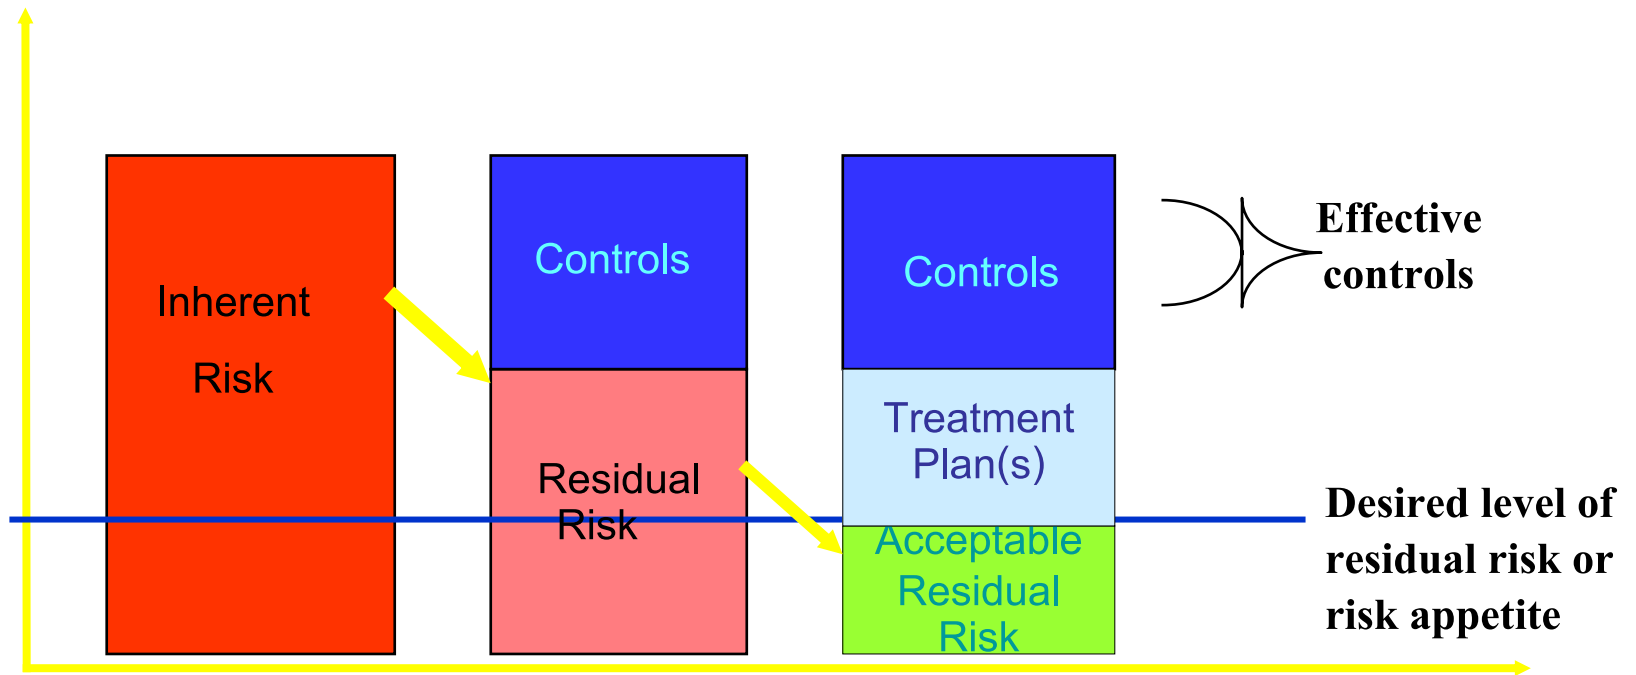 Inherent
Risk
Controls
Residual
Risk
Controls
Treatment
Plan(s)
Acceptable
Residual
Risk
Effective
controls
Desired level of
residual risk or
risk appetite